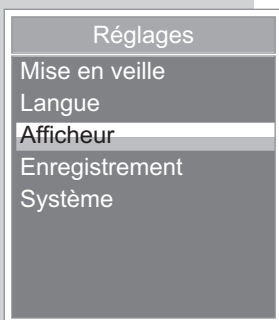 Réglages
Mise en veille
Langue
Afficheur
Enregistrement
Système